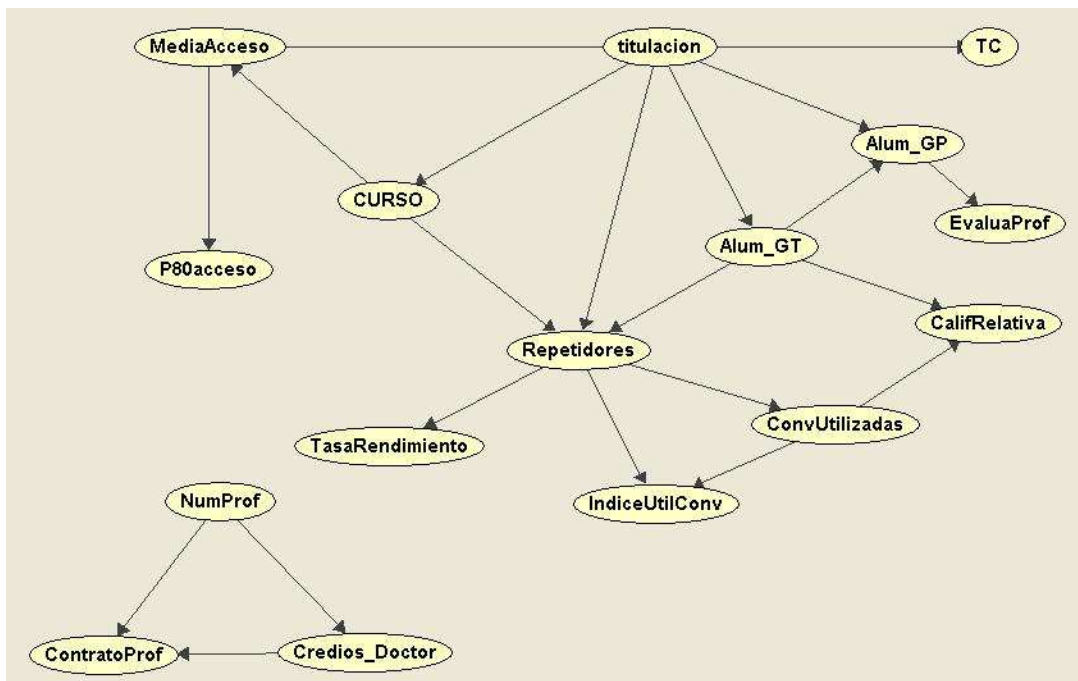 MediaAcceso
titulacion
TC
Alum_GP
CURSO
EvaluaProf
Alum_GT
P80acceso
CalifRelativa
Repetidores
ConvUtilizadas
TasaRendimiento
NumProf
IndiceUtilConv
ContratoProf
Credios_Doctor